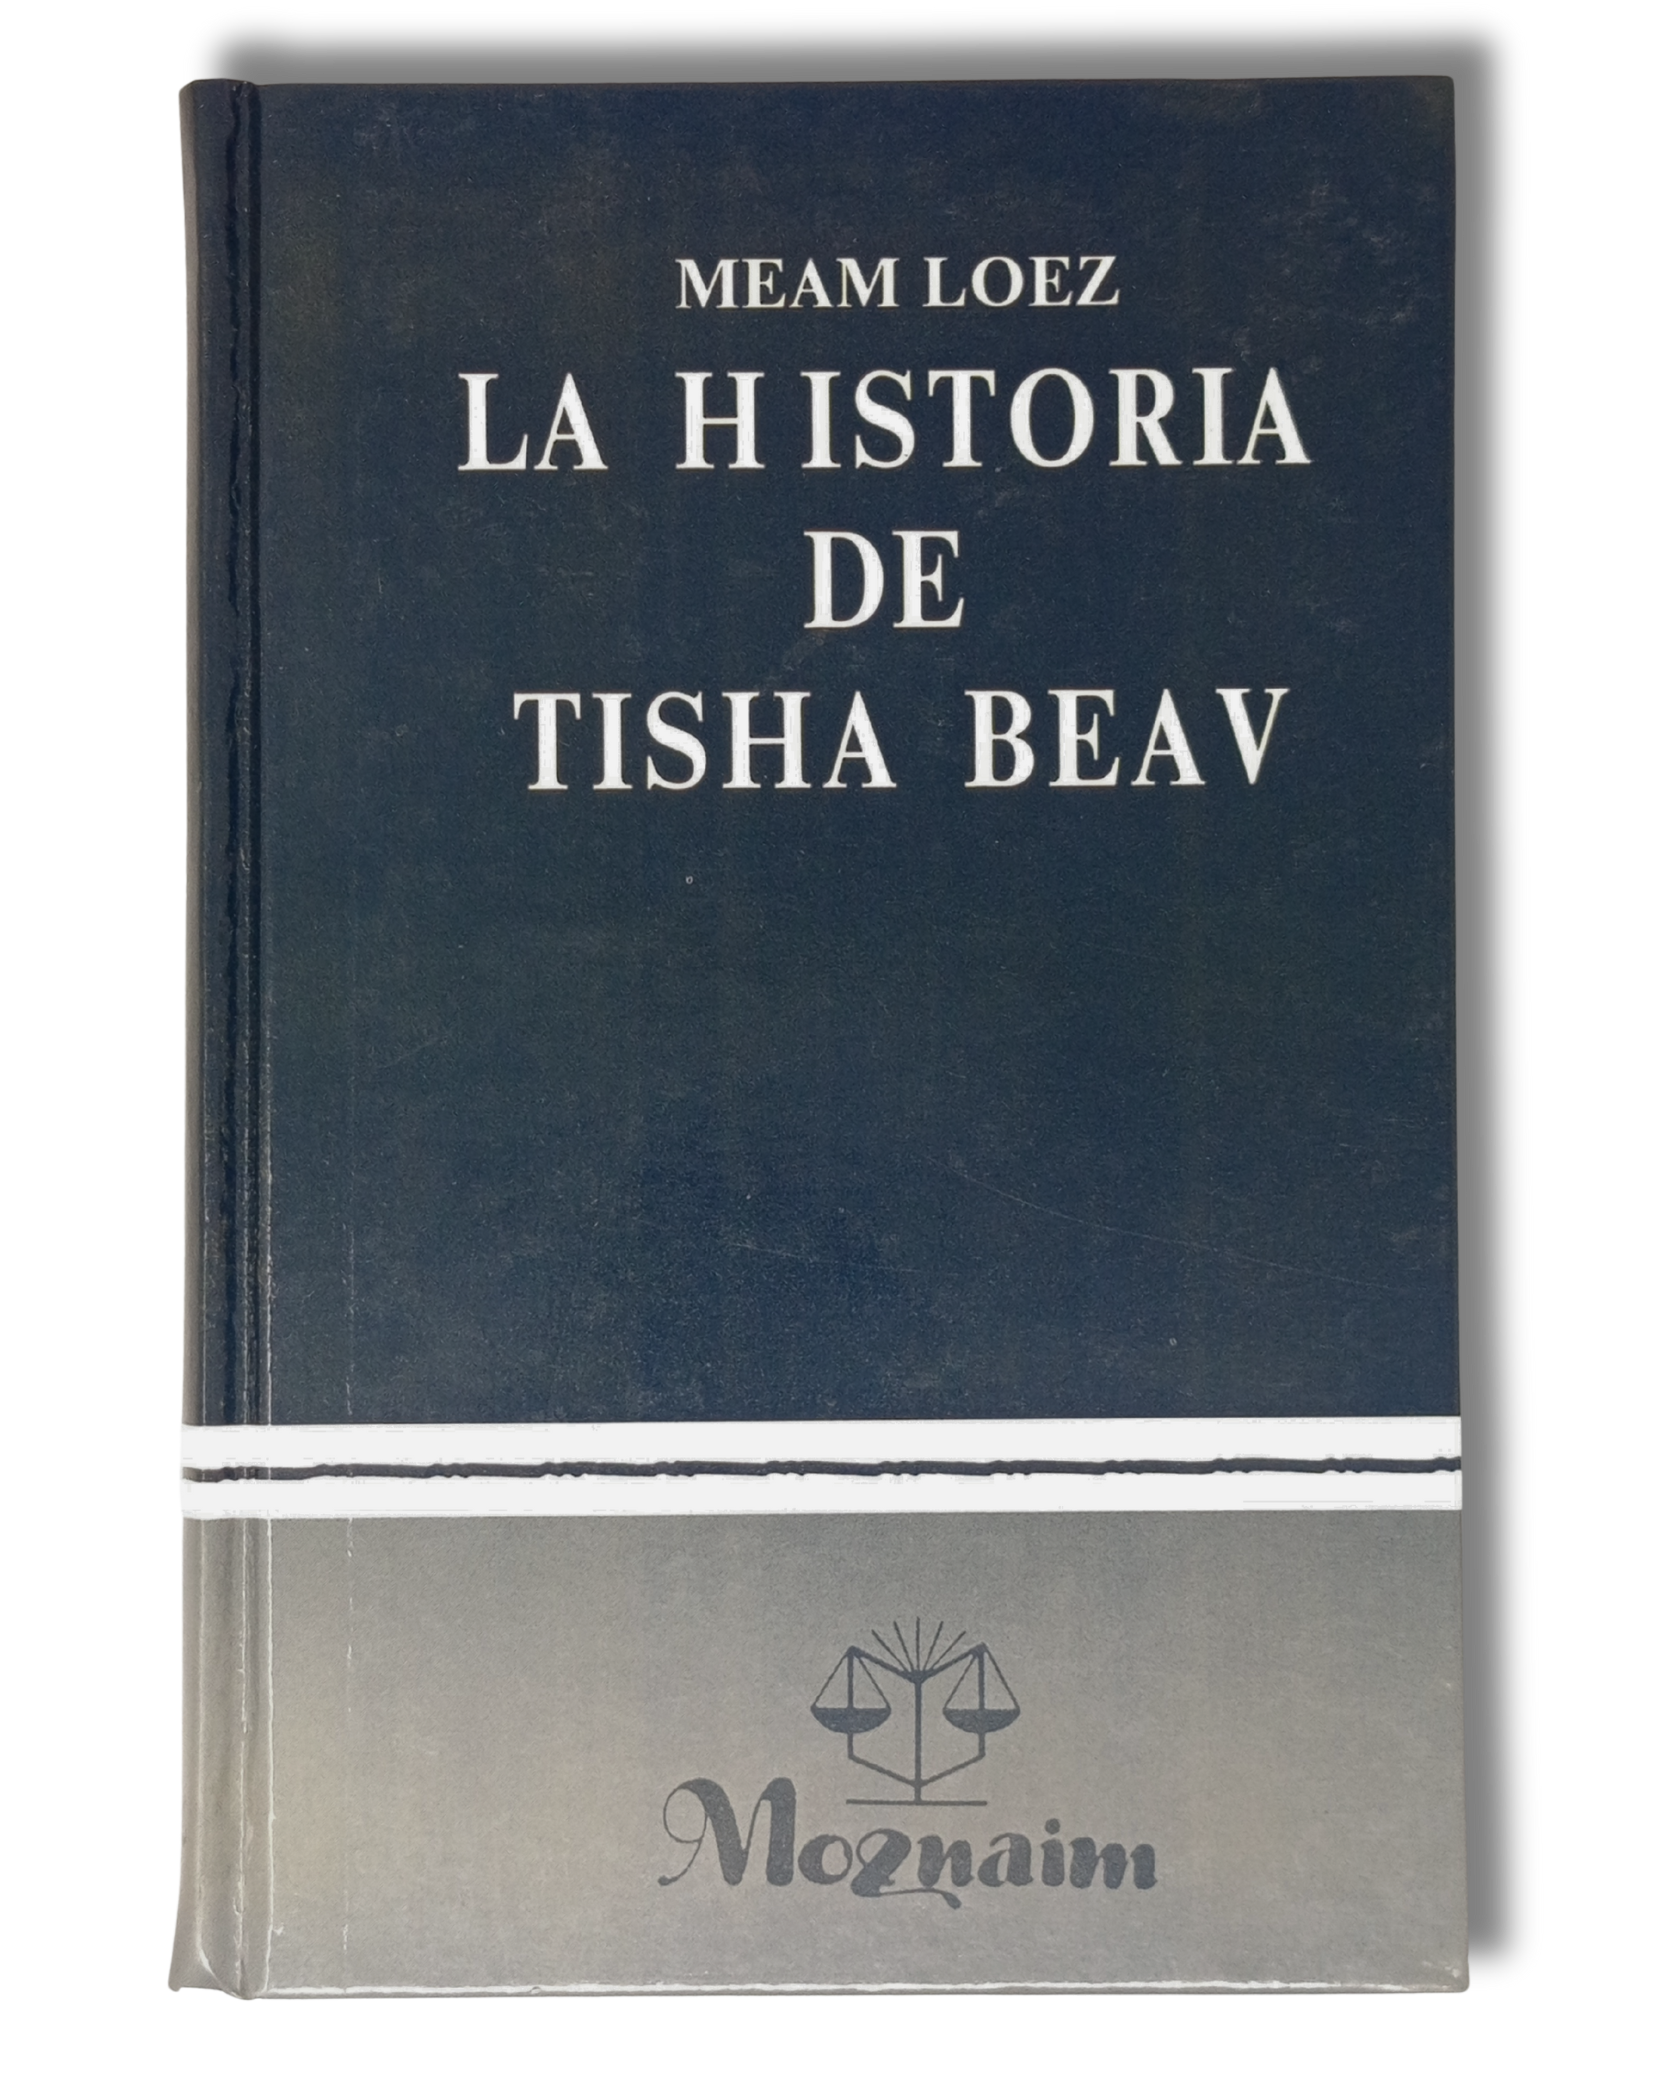 MEAM LOEZ
LA HISTORIA
DE
TISHA BEAV
Moznaim